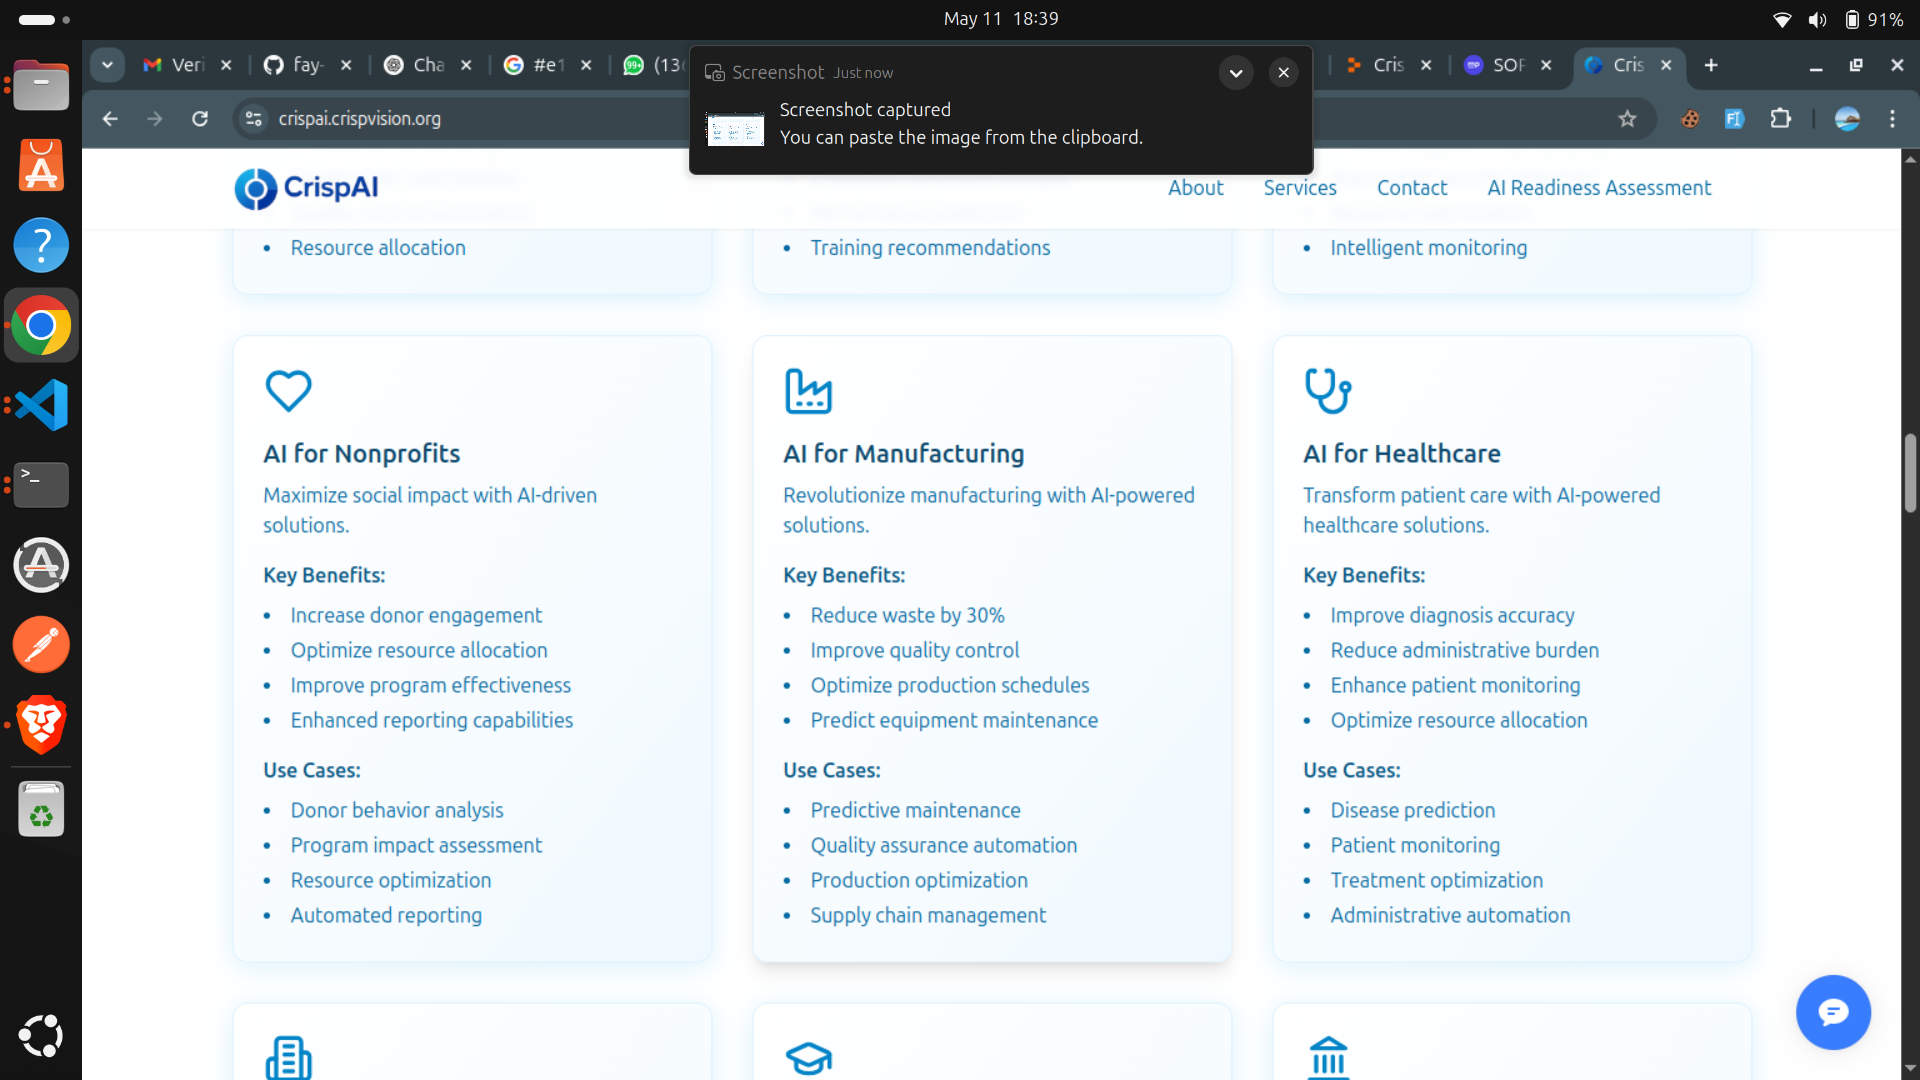 May 11 18:39
91%
Veri
fay-
Cha
#e1
99+
(13
Cris
SOF
Cris
Screenshot Just now
Screenshot captured
You can paste the image from the clipboard.
crispai.crispvision.org
CrispAI
About
Services
Contact
AI Readiness Assessment
• Resource allocation
• Training recommendations
• Intelligent monitoring
AI for Nonprofits
Maximize social impact with AI-driven
solutions.
Key Benefits:
• Increase donor engagement
• Optimize resource allocation
• Improve program effectiveness
• Enhanced reporting capabilities
Use Cases:
• Donor behavior analysis
• Program impact assessment
• Resource optimization
• Automated reporting
AI for Manufacturing
Revolutionize manufacturing with AI-powered
solutions.
Key Benefits:
• Reduce waste by 30%
• Improve quality control
• Optimize production schedules
• Predict equipment maintenance
Use Cases:
• Predictive maintenance
• Quality assurance automation
• Production optimization
• Supply chain management
AI for Healthcare
Transform patient care with AI-powered
healthcare solutions.
Key Benefits:
• Improve diagnosis accuracy
• Reduce administrative burden
• Enhance patient monitoring
• Optimize resource allocation
Use Cases:
• Disease prediction
• Patient monitoring
• Treatment optimization
• Administrative automation